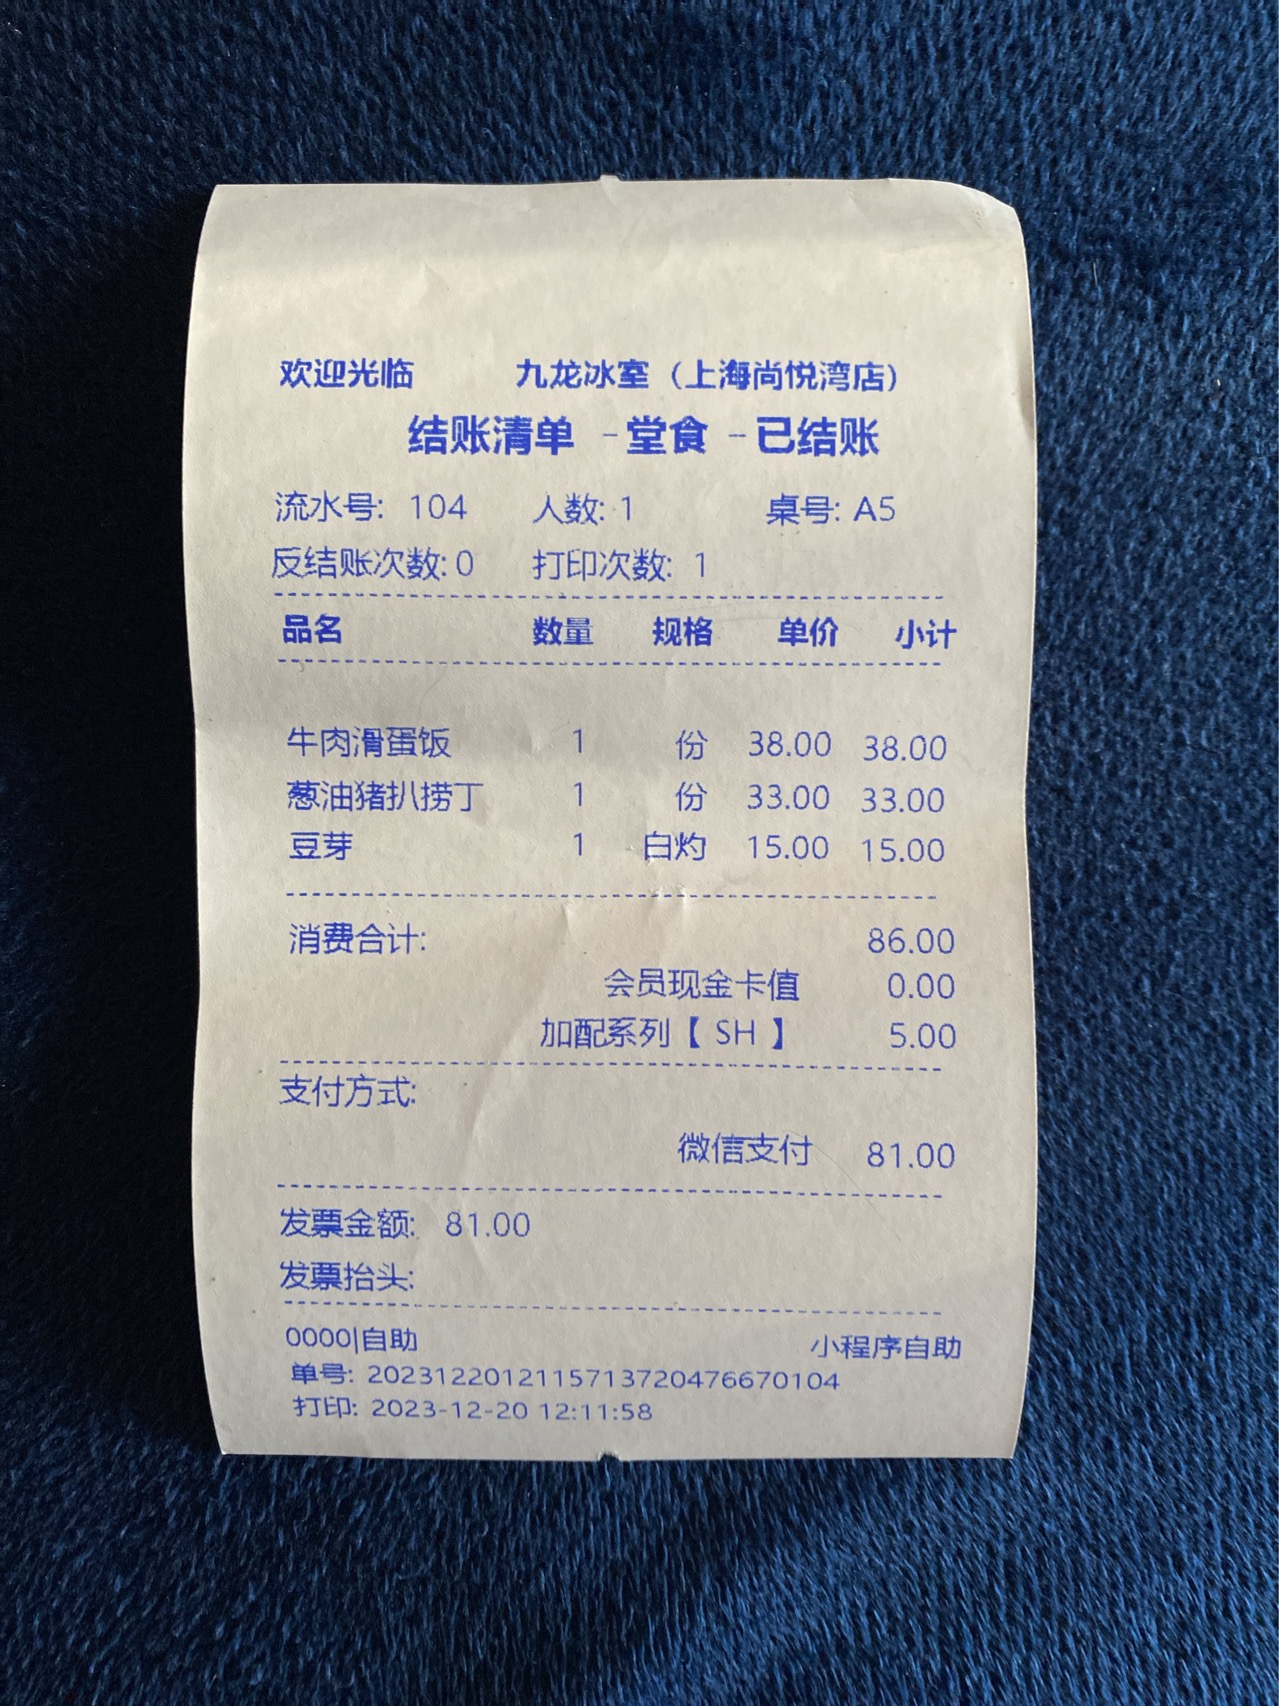 欢迎光临 九龙冰室（上海尚悦湾店）
结账清单 -堂食 -已结账
流水号: 104 人数: 1 桌号: A5
反结账次数: 0 打印次数: 1
品名 数量 规格 单价 小计
牛肉滑蛋饭 1 份 38.00 38.00
葱油猪扒捞丁 1 份 33.00 33.00
豆芽 1 白灼 15.00 15.00
消费合计: 86.00
会员现金卡值 0.00
加配系列【 SH 】 5.00
支付方式:
微信支付 81.00
发票金额: 81.00
发票抬头:
0000|自助 小程序自助
单号: 2023122012115713720476670104
打印: 2023-12-20 12:11:58